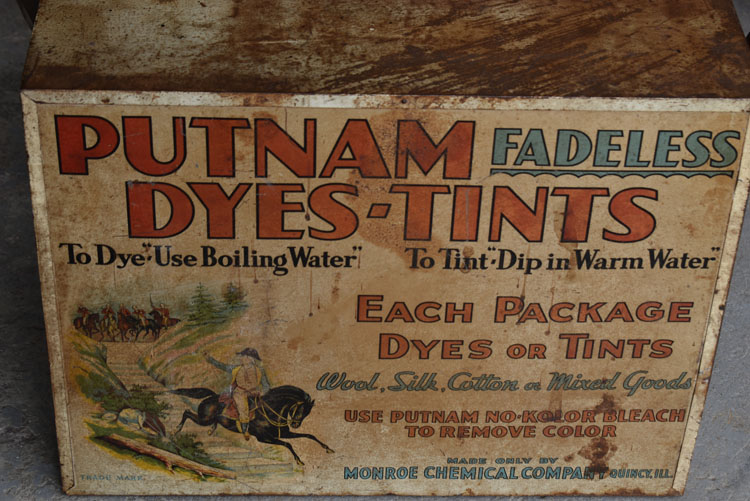 PUTNAM FADELESS
DYES-TINTS
To Dye "Use Boiling Water" To Tint "Dip in Warm Water"
EACH PACKAGE
DYES OR TINTS
Wool, Silk, Cotton or Mixed Goods
USE PUTNAM NO-KOLOR BLEACH
TO REMOVE COLOR
MADE ONLY BY
MONROE CHEMICAL COMPANY QUINCY, ILL.
TRADE MARK